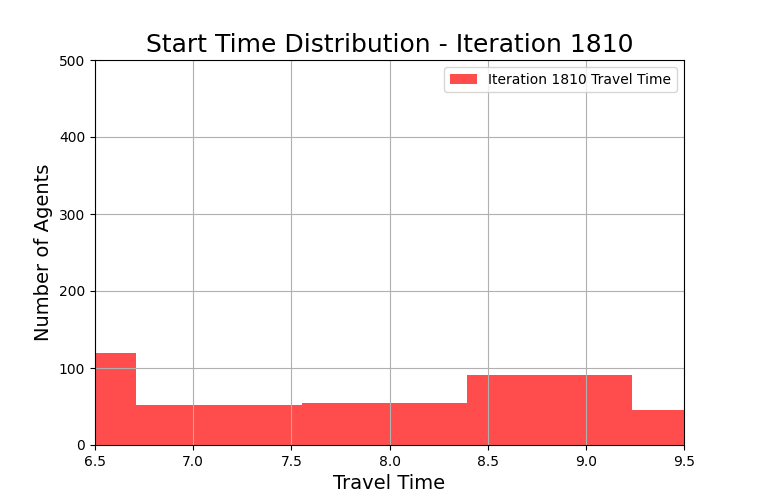 Start Time Distribution - Iteration 1810
500
400
300
200
100
0
Number of Agents
Iteration 1810 Travel Time
6.5 7.0 7.5 8.0 8.5 9.0 9.5
Travel Time